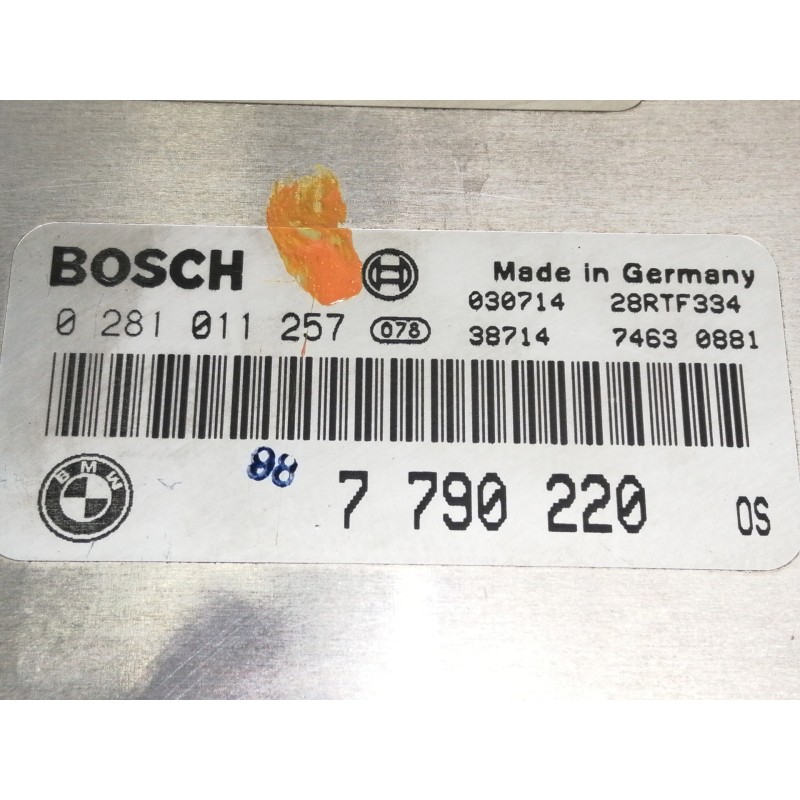 BOSCH
Made in Germany
030714 28RTF334
0 281 011 257 078 38714 7463 0881
BMW
88
7 790 220 OS